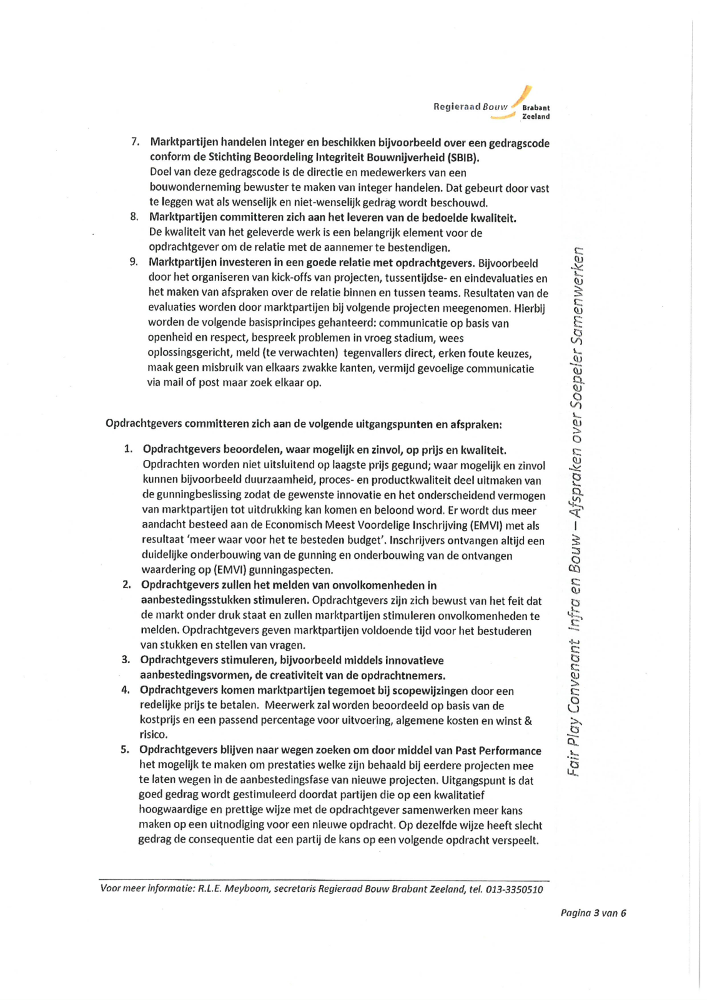 Regieraad Bouw Brabant
Zeeland
7. Marktpartijen handelen integer en beschikken bijvoorbeeld over een gedragscode
conform de Stichting Beoordeling Integriteit Bouwnijverheid (SBIB).
Doel van deze gedragscode is de directie en medewerkers van een
bouwonderneming bewuster te maken van integer handelen. Dat gebeurt door vast
te leggen wat als wenselijk en niet-wenselijk gedrag wordt beschouwd.
8. Marktpartijen committeren zich aan het leveren van de bedoelde kwaliteit.
De kwaliteit van het geleverde werk is een belangrijk element voor de
opdrachtgever om de relatie met de aannemer te bestendigen.
9. Marktpartijen investeren in een goede relatie met opdrachtgevers. Bijvoorbeeld
door het organiseren van kick-offs van projecten, tussentijdse- en eindevaluaties en
het maken van afspraken over de relatie binnen en tussen teams. Resultaten van de
evaluaties worden door marktpartijen bij volgende projecten meegenomen. Hierbij
worden de volgende basisprincipes gehanteerd: communicatie op basis van
openheid en respect, bespreek problemen in vroeg stadium, wees
oplossingsgericht, meld (te verwachten) tegenvallers direct, erken foute keuzes,
maak geen misbruik van elkaars zwakke kanten, vermijd gevoelige communicatie
via mail of post maar zoek elkaar op.
Opdrachtgevers committeren zich aan de volgende uitgangspunten en afspraken:
1. Opdrachtgevers beoordelen, waar mogelijk en zinvol, op prijs en kwaliteit.
Opdrachten worden niet uitsluitend op laagste prijs gegund; waar mogelijk en zinvol
kunnen bijvoorbeeld duurzaamheid, proces- en productkwaliteit deel uitmaken van
de gunningbeslissing zodat de gewenste innovatie en het onderscheidend vermogen
van marktpartijen tot uitdrukking kan komen en beloond word. Er wordt dus meer
aandacht besteed aan de Economisch Meest Voordelige Inschrijving (EMVI) met als
resultaat 'meer waar voor het te besteden budget'. Inschrijvers ontvangen altijd een
duidelijke onderbouwing van de gunning en onderbouwing van de ontvangen
waardering op (EMVI) gunningaspecten.
2. Opdrachtgevers zullen het melden van onvolkomenheden in
aanbestedingsstukken stimuleren. Opdrachtgevers zijn zich bewust van het feit dat
de markt onder druk staat en zullen marktpartijen stimuleren onvolkomenheden te
melden. Opdrachtgevers geven marktpartijen voldoende tijd voor het bestuderen
van stukken en stellen van vragen.
3. Opdrachtgevers stimuleren, bijvoorbeeld middels innovatieve
aanbestedingsvormen, de creativiteit van de opdrachtnemers.
4. Opdrachtgevers komen marktpartijen tegemoet bij scopewijzingen door een
redelijke prijs te betalen. Meerwerk zal worden beoordeeld op basis van de
kostprijs en een passend percentage voor uitvoering, algemene kosten en winst &
risico.
5. Opdrachtgevers blijven naar wegen zoeken om door middel van Past Performance
het mogelijk te maken om prestaties welke zijn behaald bij eerdere projecten mee
te laten wegen in de aanbestedingsfase van nieuwe projecten. Uitgangspunt is dat
goed gedrag wordt gestimuleerd doordat partijen die op een kwalitatief
hoogwaardige en prettige wijze met de opdrachtgever samenwerken meer kans
maken op een uitnodiging voor een nieuwe opdracht. Op dezelfde wijze heeft slecht
gedrag de consequentie dat een partij de kans op een volgende opdracht verspeelt.
Fair Play Convenant Infra en Bouw – Afspraken over Soepeler Samenwerken
Voor meer informatie: R.L.E. Meyboom, secretaris Regieraad Bouw Brabant Zeeland, tel. 013-3350510
Pagina 3 van 6